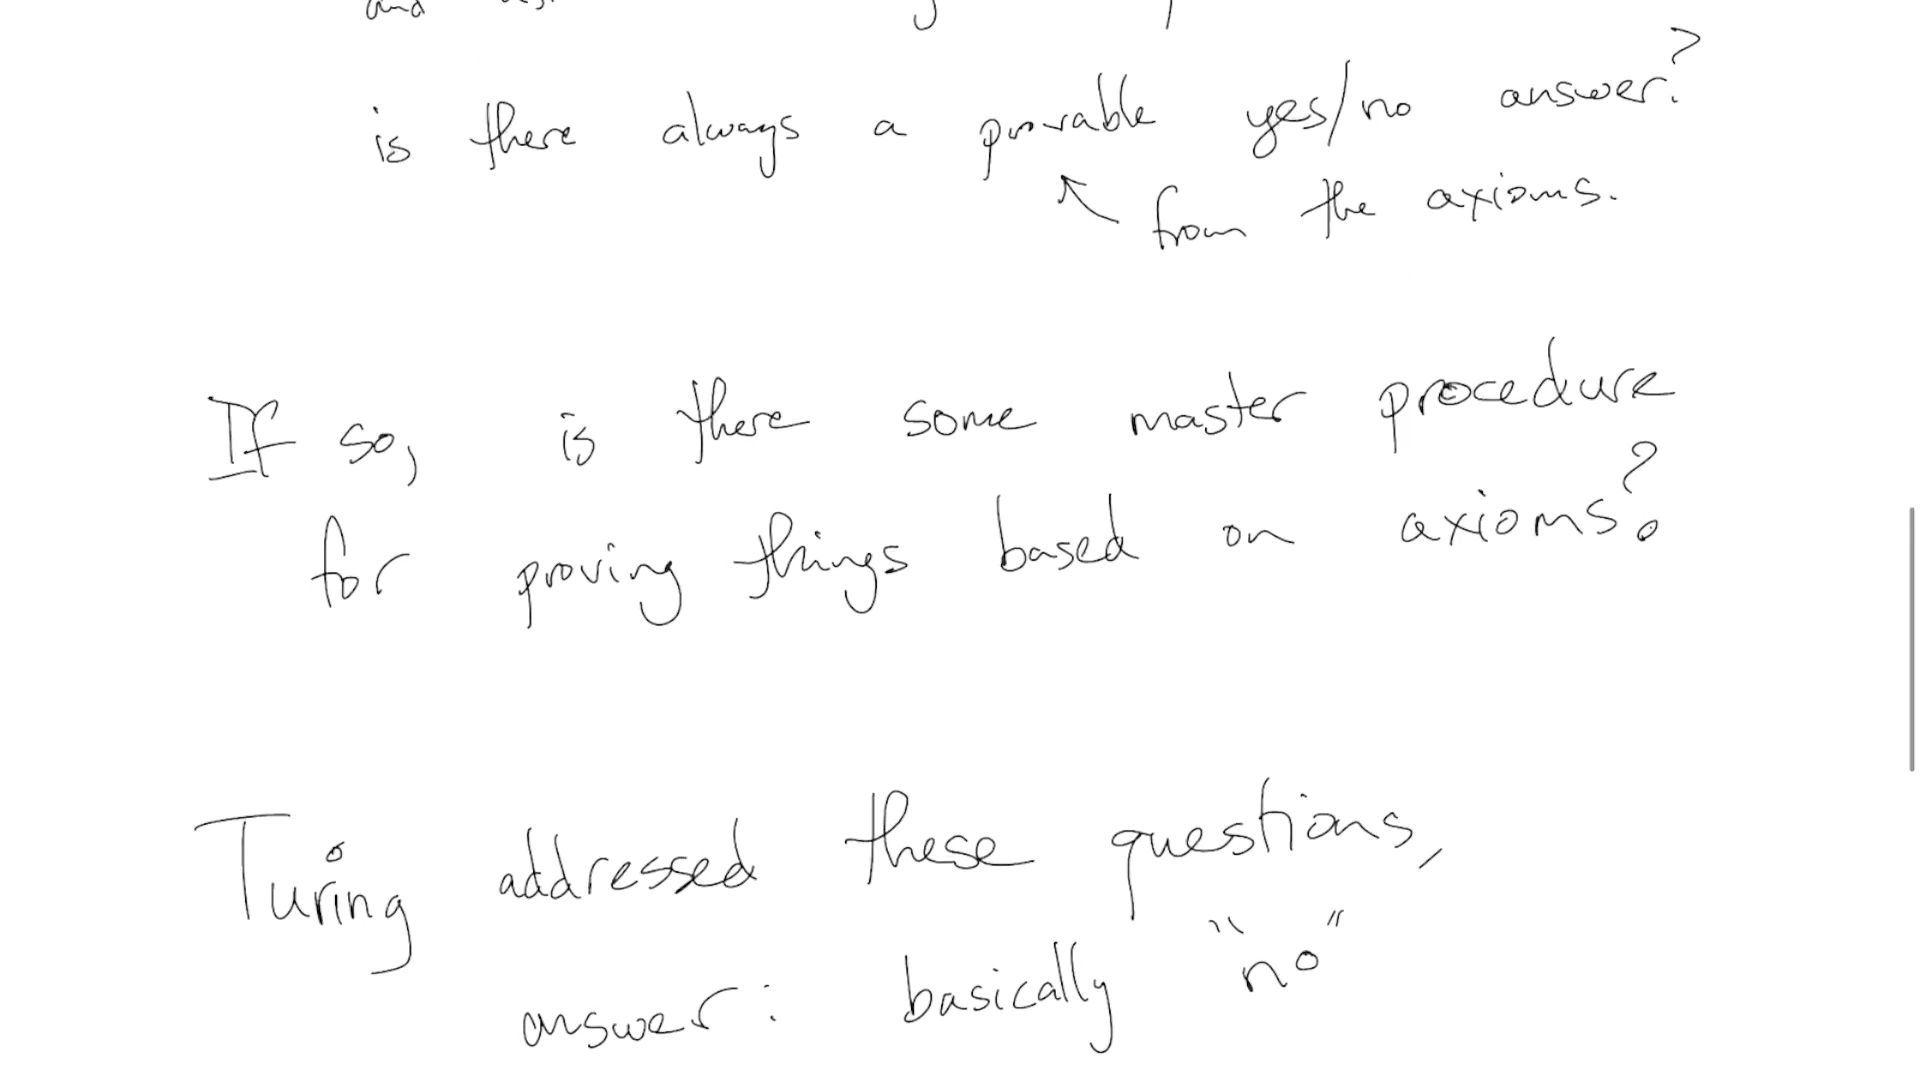 and
is there always a provable yes/no answer?
from the axioms.
If so, is there some master procedure
for proving things based on axioms?
Turing addressed these questions,
answer: basically "no"